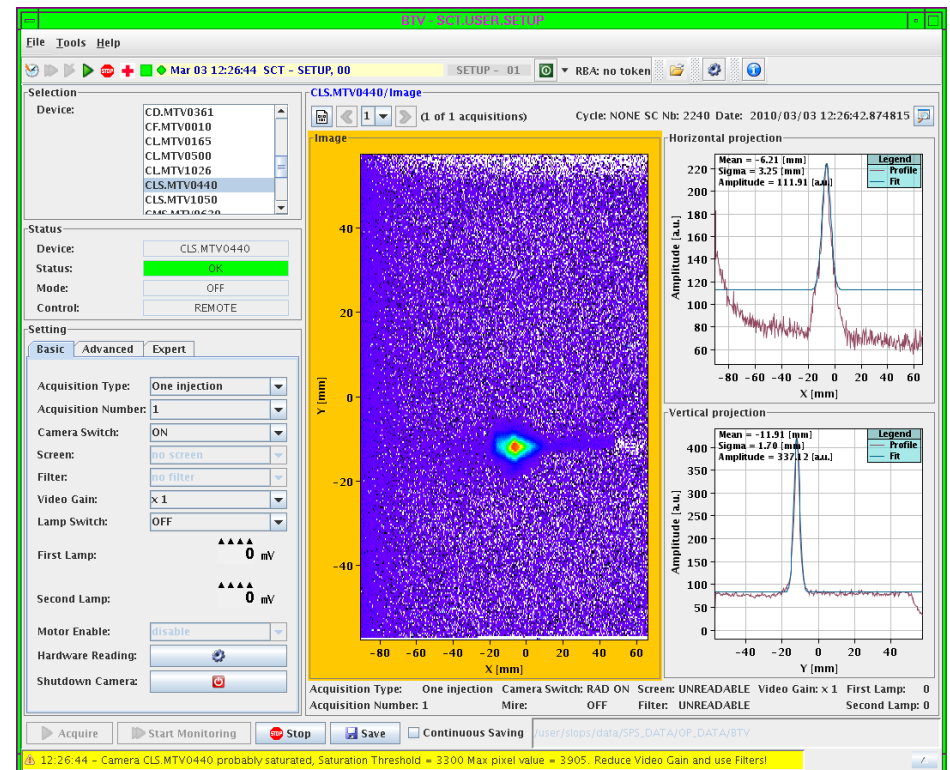 BTV - SCT.USER.SETUP
File Tools Help
STOP Mar 03 12:26:44 SCT - SETUP, 00 SETUP - 01 RBA: no token
Selection
Device:
CD.MTV0361
CF.MTV0010
CL.MTV0165
CL.MTV0500
CL.MTV1026
CLS.MTV0440
CLS.MTV1050
CMS.MTV0630
Status
Device: CLS.MTV0440
Status: OK
Mode: OFF
Control: REMOTE
Setting
Basic Advanced Expert
Acquisition Type: One injection
Acquisition Number: 1
Camera Switch: ON
Screen: no screen
Filter: no filter
Video Gain: x 1
Lamp Switch: OFF
First Lamp: 0 mV
Second Lamp: 0 mV
Motor Enable: disable
Hardware Reading:
Shutdown Camera:
CLS.MTV0440/Image
1 (1 of 1 acquisitions) Cycle: NONE SC Nb: 2240 Date: 2010/03/03 12:26:42.874815
Image
40
20
0
-20
-40
Y [mm]
-80 -60 -40 -20 0 20 40 60
X [mm]
Horizontal projection
Mean = -6.21 [mm]
Sigma = 3.25 [mm]
Amplitude = 111.91 [a.u.]
Legend
Profile
Fit
220
200
180
160
140
120
100
80
60
Amplitude [a.u.]
-80 -60 -40 -20 0 20 40 60
X [mm]
Vertical projection
Mean = -11.91 [mm]
Sigma = 1.70 [mm]
Amplitude = 337.12 [a.u.]
Legend
Profile
Fit
400
350
300
250
200
150
100
50
0
Amplitude [a.u.]
-40 -20 0 20 40
Y [mm]
Acquisition Type: One injection Camera Switch: RAD ON Screen: UNREADABLE Video Gain: x 1 First Lamp: 0
Acquisition Number: 1 Mire: OFF Filter: UNREADABLE Second Lamp: 0
Acquire Start Monitoring STOP Stop Save Continuous Saving /user/slops/data/SPS_DATA/OP_DATA/BTV
12:26:44 - Camera CLS.MTV0440 probably saturated, Saturation Threshold = 3300 Max pixel value = 3905. Reduce Video Gain and use Filters!